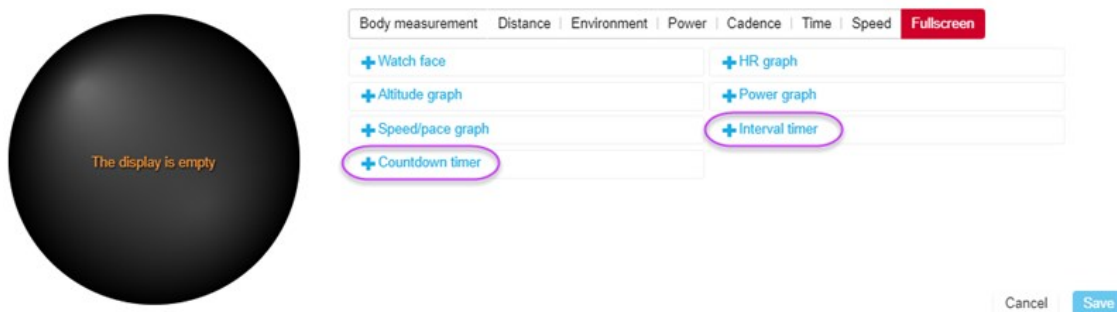 Body measurement Distance Environment Power Cadence Time Speed Fullscreen
Watch face HR graph
Altitude graph Power graph
Speed/pace graph Interval timer
The display is empty Countdown timer
Cancel Save